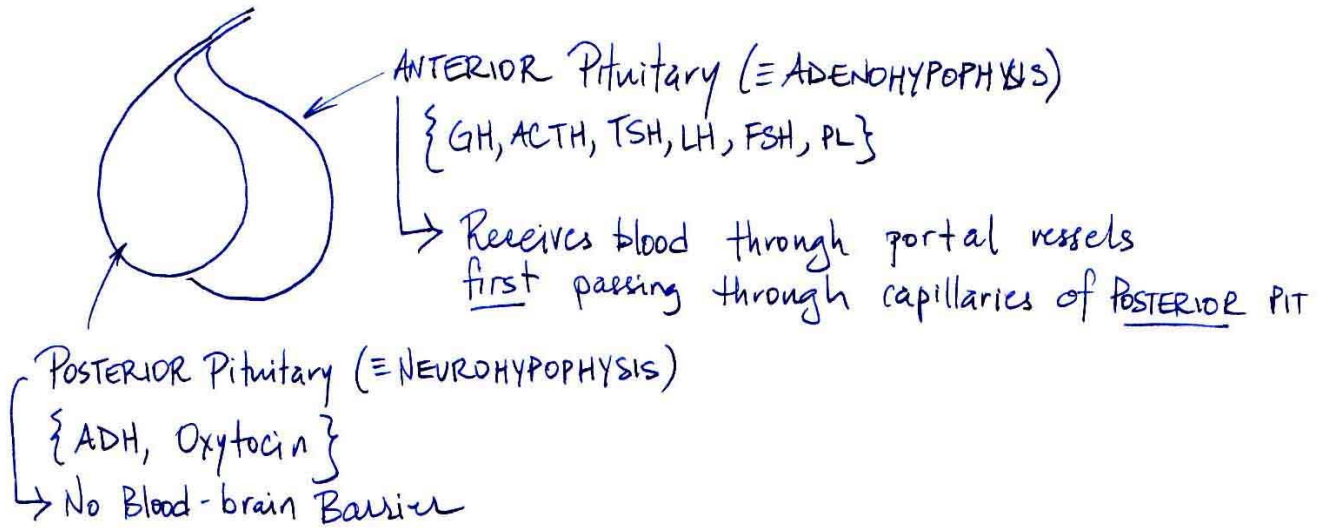 ANTERIOR Pituitary (≡ ADENOHYPOPHYSIS)
{GH, ACTH, TSH, LH, FSH, PL}
Receives blood through portal vessels
first passing through capillaries of POSTERIOR PIT
POSTERIOR Pituitary (≡ NEUROHYPOPHYSIS)
{ADH, Oxytocin}
No Blood-brain Barrier